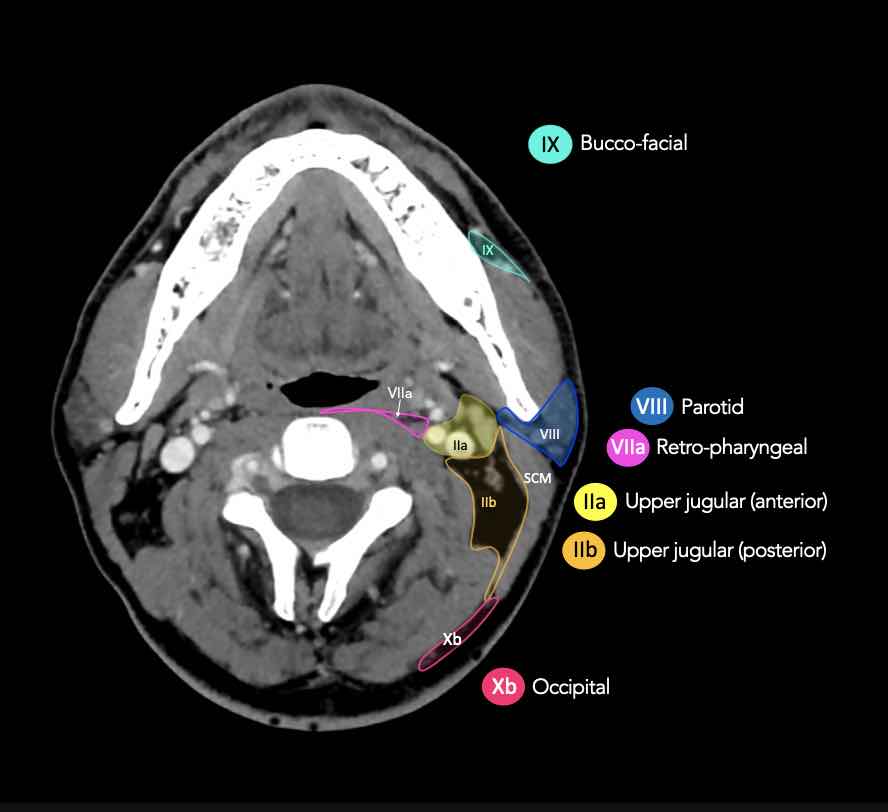 IX Bucco-facial
IX
VIIa
VIII Parotid
VIII
VIIa Retro-pharyngeal
IIa
SCM
IIa Upper jugular (anterior)
IIb
IIb Upper jugular (posterior)
Xb
Xb Occipital